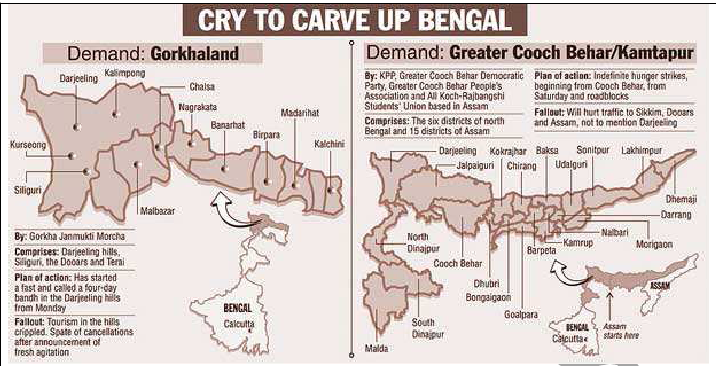 CRY TO CARVE UP BENGAL
Demand: Gorkhaland
Kalimpong
Darjeeling
Chalsa
Nagrakata
Banarhat
Madarihat
Birpara
Kalchini
Kurseong
Siliguri
Malbazar
By: Gorkha Janmukti Morcha
Comprises: Darjeeling hills,
Siliguri, the Dooars and Terai
Plan of action: Has started
a fast and called a four-day
bandh in the Darjeeling hills
from Monday
Fallout: Tourism in the hills
crippled. Spate of cancellations
after announcement of
fresh agitation
BENGAL
Calcutta
Demand: Greater Cooch Behar/Kamtapur
By: KPP, Greater Cooch Behar Democratic
Party, Greater Cooch Behar People's
Association and All Koch-Rajbangshi
Students' Union based in Assam
Comprises: The six districts of north
Bengal and 15 districts of Assam
Plan of action: Indefinite hunger strikes,
beginning from Cooch Behar, from
Saturday and roadblocks
Fallout: Will hurt traffic to Sikkim, Dooars
and Assam, not to mention Darjeeling
Darjeeling
Jalpaiguri
Kokrajhar
Chirang
Baksa
Udalguri
Sonitpur
Lakhimpur
Dhemaji
Darrang
Nalbari
Morigaon
Kamrup
Barpeta
North
Dinajpur
Cooch Behar
Dhubri
Bongaigaon
Goalpara
South
Dinajpur
Malda
ASSAM
BENGAL
Calcutta
Assam
starts here